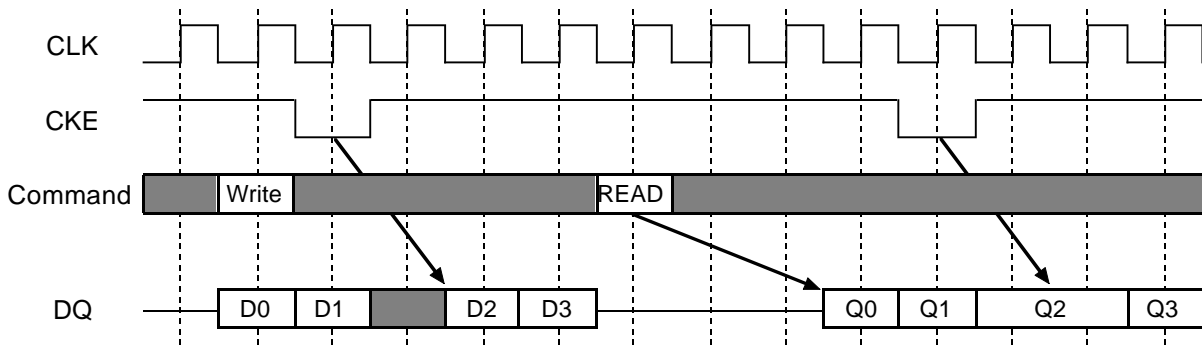 CLK
CKE
Command Write READ
DQ D0 D1 D2 D3 Q0 Q1 Q2 Q3